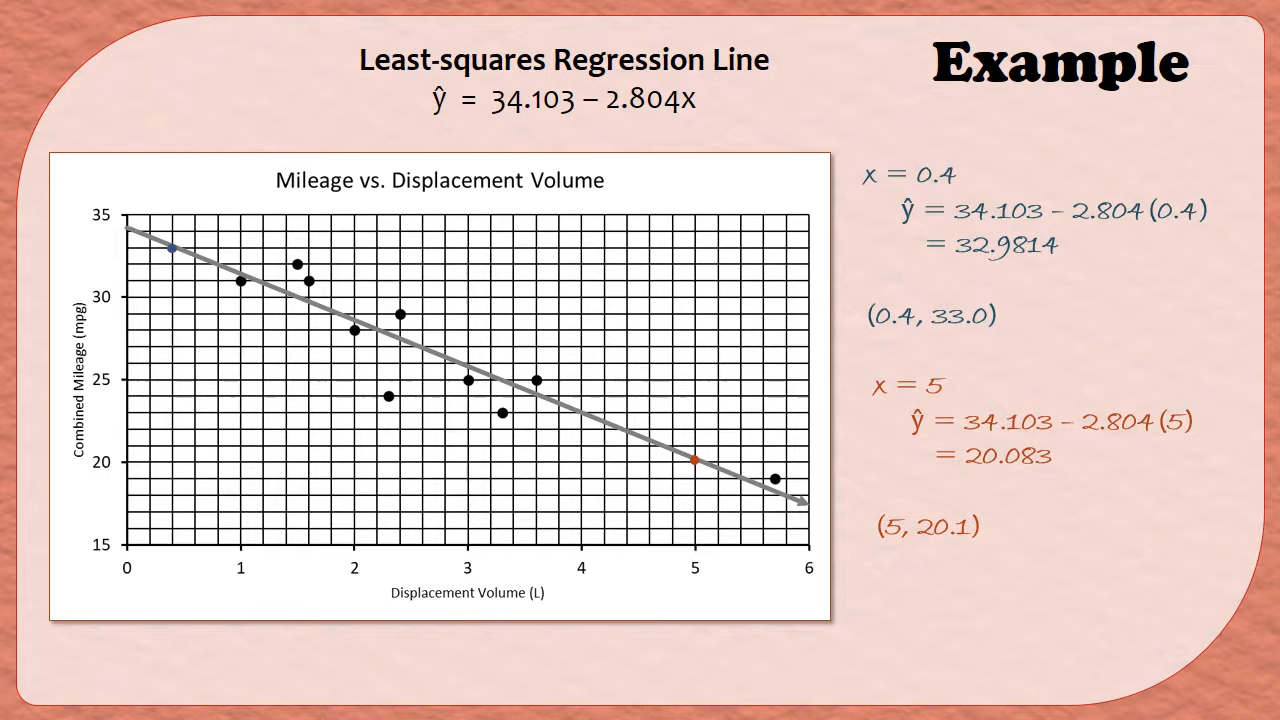 Least-squares Regression Line
ŷ = 34.103 – 2.804x
Example
Mileage vs. Displacement Volume
35
30
25
20
15
Combined Mileage (mpg)
0 1 2 3 4 5 6
Displacement Volume (L)
x = 0.4
ŷ = 34.103 – 2.804(0.4)
= 32.9814
(0.4, 33.0)
x = 5
ŷ = 34.103 – 2.804(5)
= 20.083
(5, 20.1)